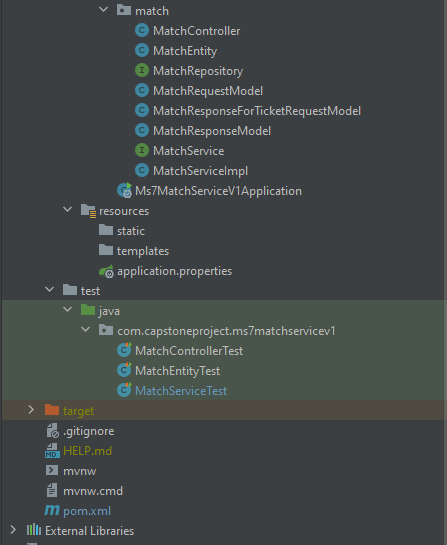 match
MatchController
MatchEntity
MatchRepository
MatchRequestModel
MatchResponseForTicketRequestModel
MatchResponseModel
MatchService
MatchServiceImpl
Ms7MatchServiceV1Application
resources
static
templates
application.properties
test
java
com.capstoneproject.ms7matchservicev1
MatchControllerTest
MatchEntityTest
MatchServiceTest
target
.gitignore
HELP.md
mvnw
mvnw.cmd
pom.xml
External Libraries